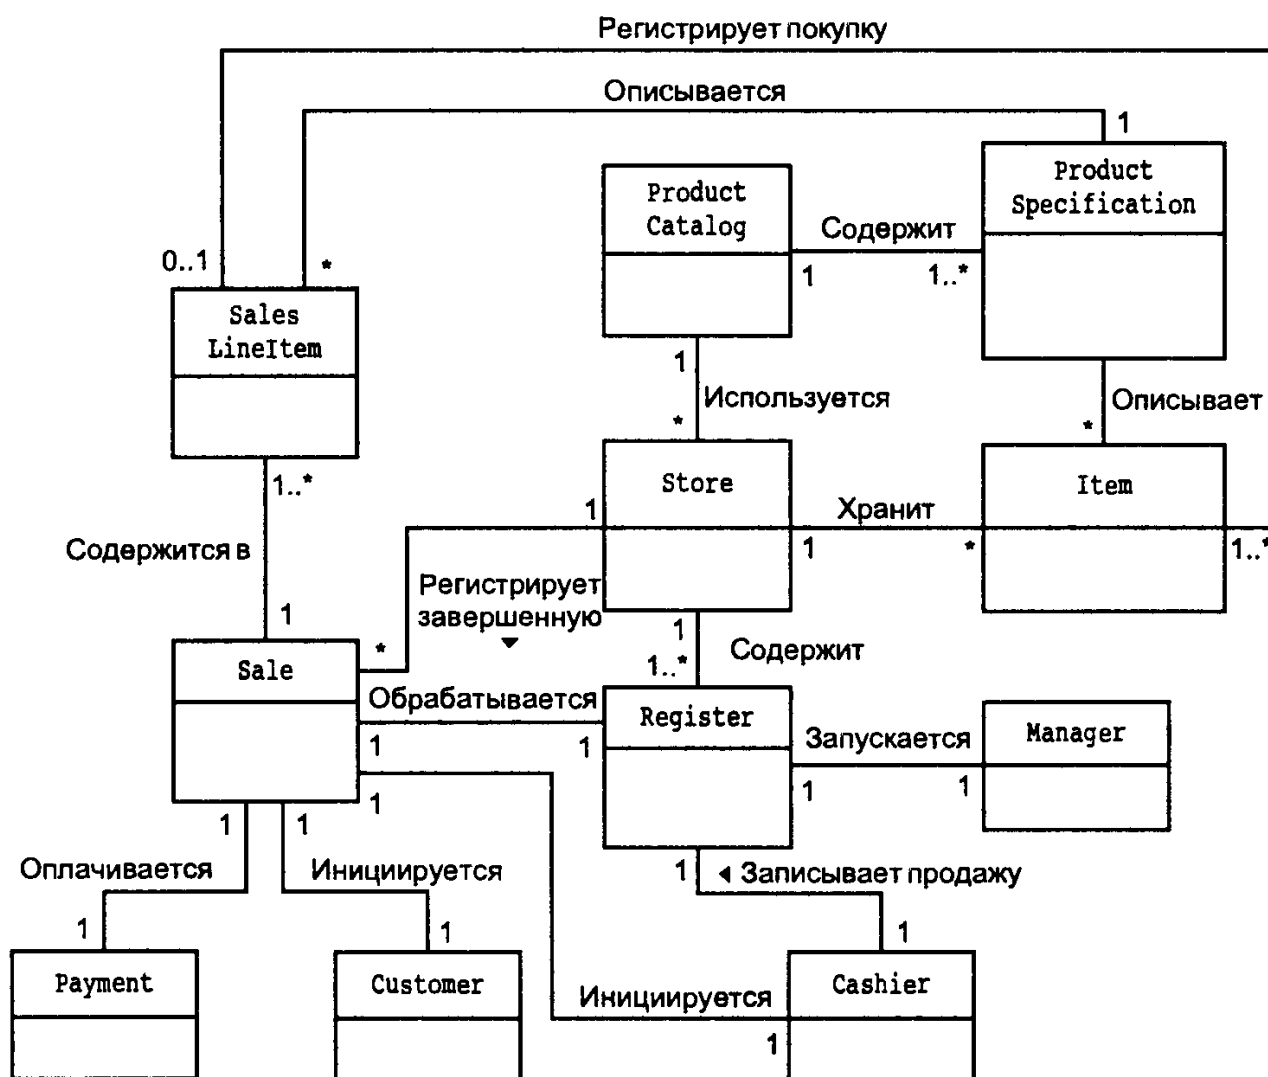 Регистрирует покупку
Описывается
1
Product
Specification
Product
Catalog
Содержит
0..1
*
1
1..*
Sales
LineItem
1
Используется
*
Описывает
*
1..*
Store
Item
1
Хранит
1
*
1..*
Содержится в
Регистрирует
завершенную
1
*
1
1..*
Содержит
Sale
Обрабатывается
Register
Manager
Запускается
1
1
1
1
1
1
1
Оплачивается
Инициируется
1
Записывает продажу
1
1
1
Payment
Customer
Cashier
Инициируется
1